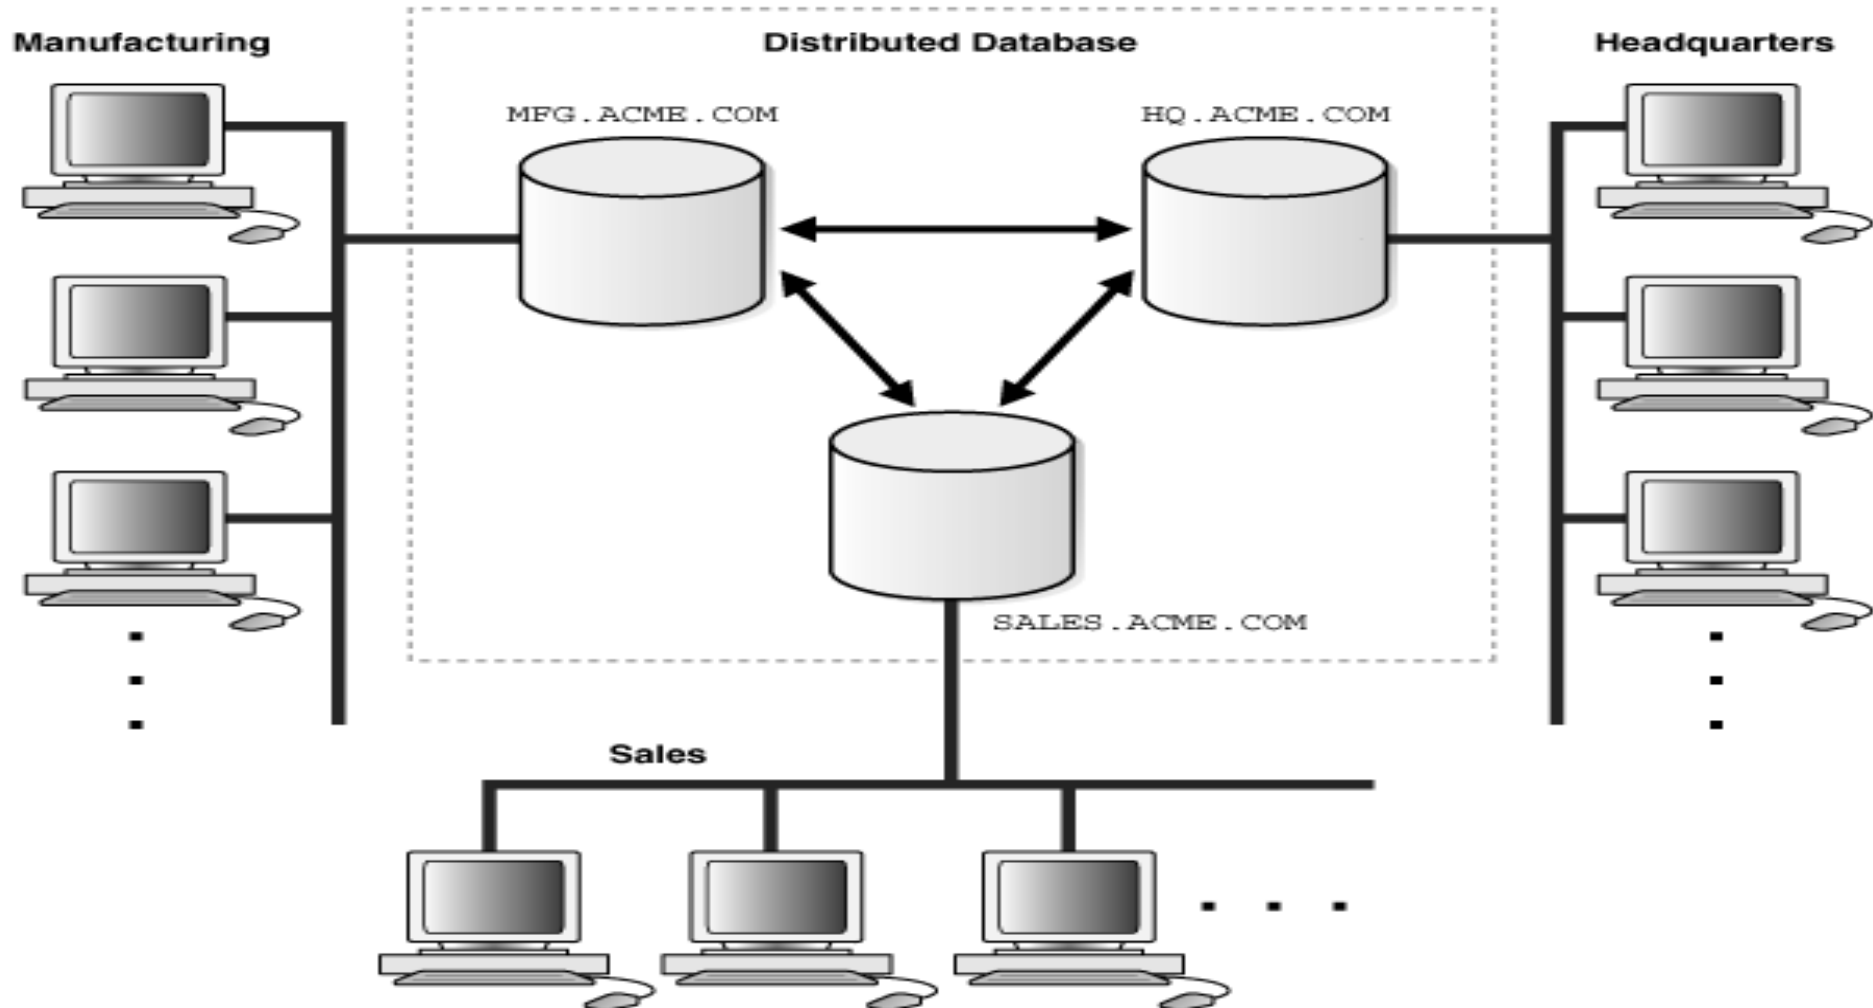 Manufacturing
Distributed Database
Headquarters
MFG.ACME.COM
HQ.ACME.COM
SALES.ACME.COM
Sales